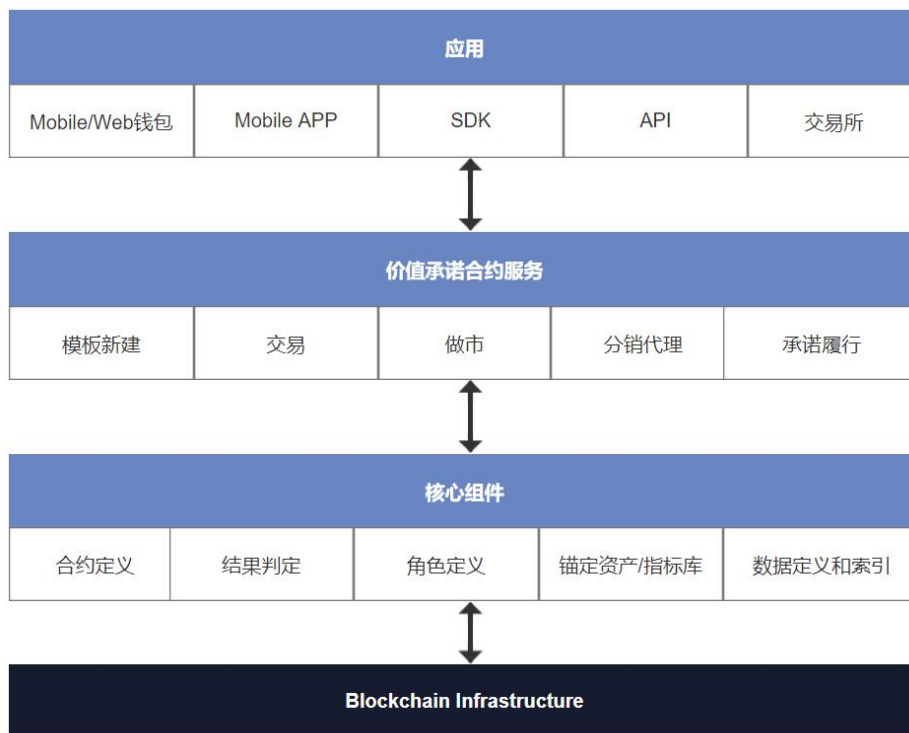 应用
Mobile/Web钱包 Mobile APP SDK API 交易所
价值承诺合约服务
模板新建 交易 做市 分销代理 承诺履行
核心组件
合约定义 结果判定 角色定义 锚定资产/指标库 数据定义和索引
Blockchain Infrastructure